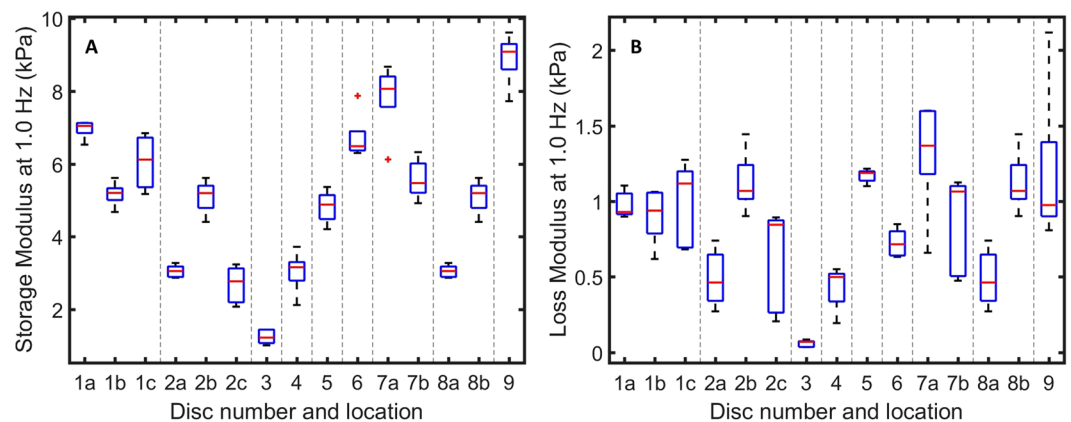 A
Storage Modulus at 1.0 Hz (kPa)
10
8
6
4
2
1a 1b 1c 2a 2b 2c 3 4 5 6 7a 7b 8a 8b 9
Disc number and location
B
Loss Modulus at 1.0 Hz (kPa)
2
1.5
1
0.5
0
1a 1b 1c 2a 2b 2c 3 4 5 6 7a 7b 8a 8b 9
Disc number and location